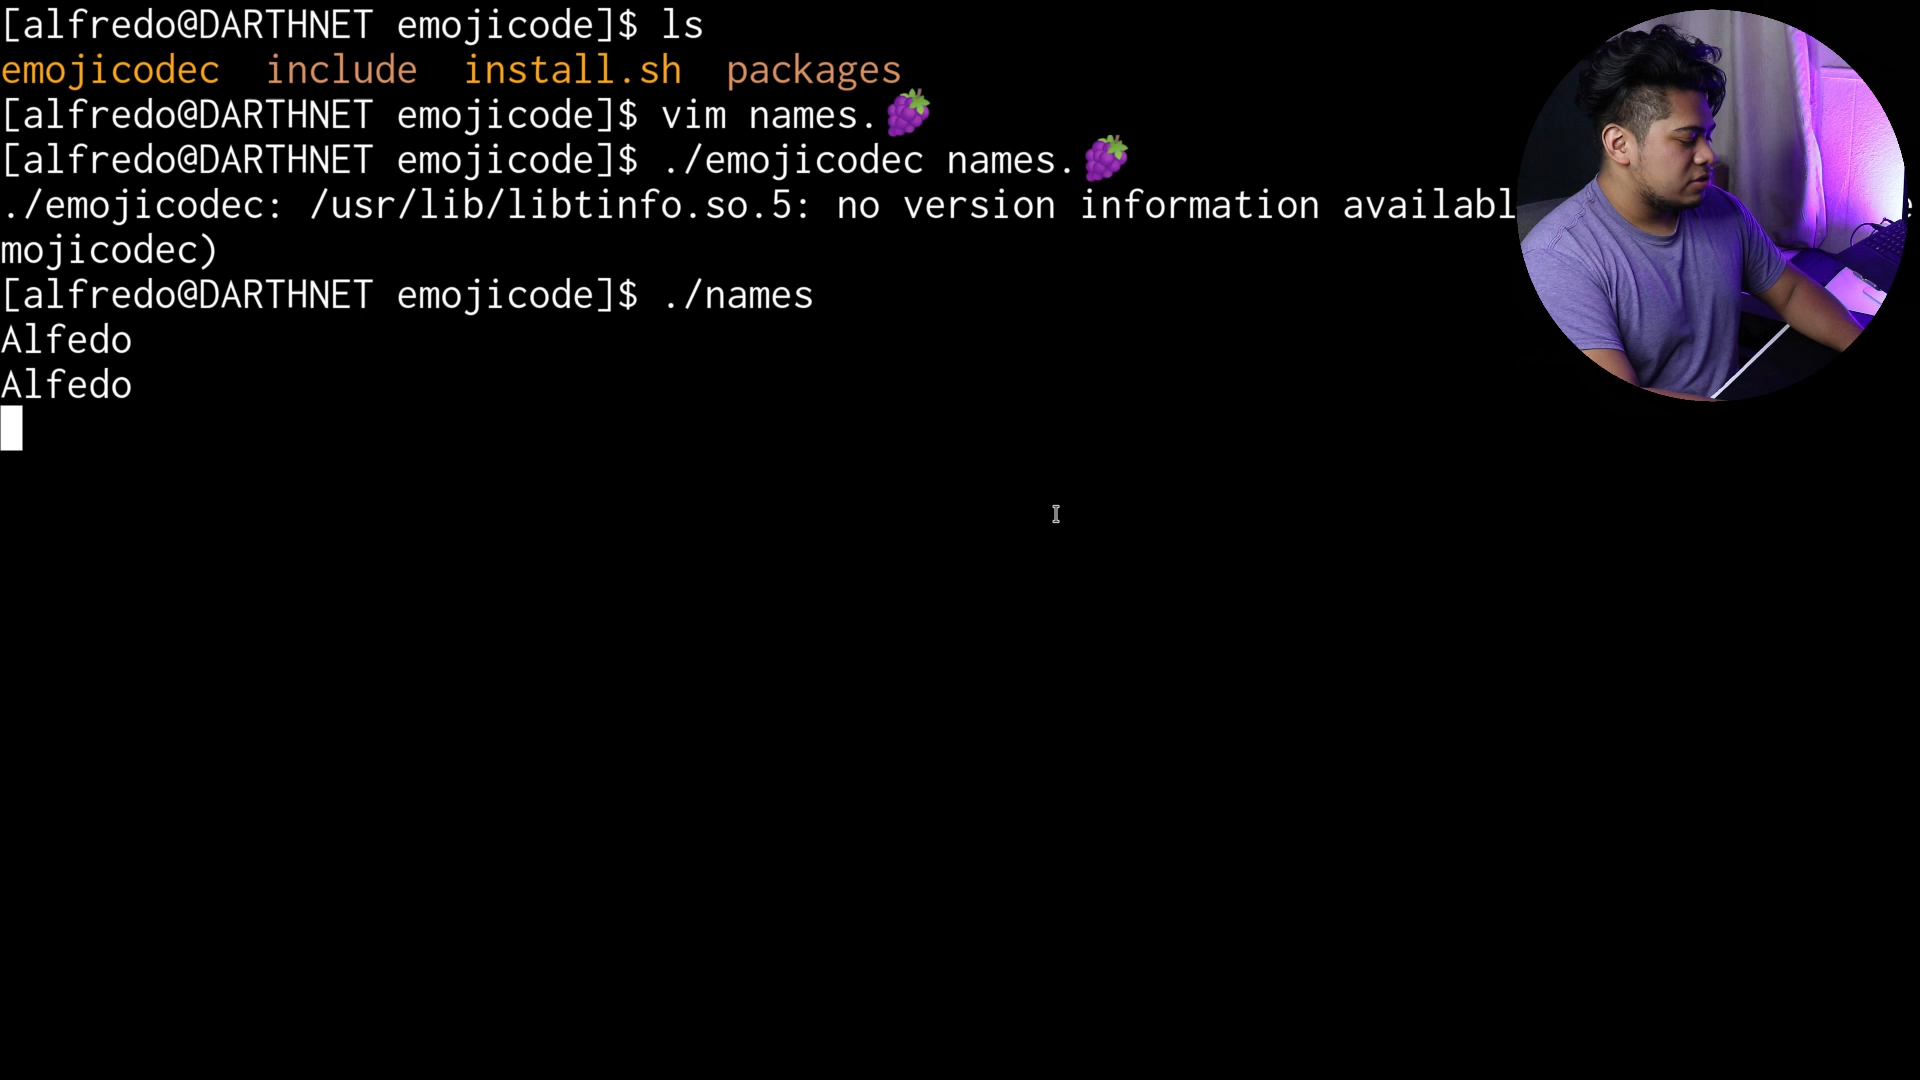 [alfredo@DARTHNET emojicode]$ ls
emojicodec include install.sh packages
[alfredo@DARTHNET emojicode]$ vim names.🍇
[alfredo@DARTHNET emojicode]$ ./emojicodec names.🍇
./emojicodec: /usr/lib/libtinfo.so.5: no version information
mojicodec)
[alfredo@DARTHNET emojicode]$ ./names
Alfedo
Alfedo